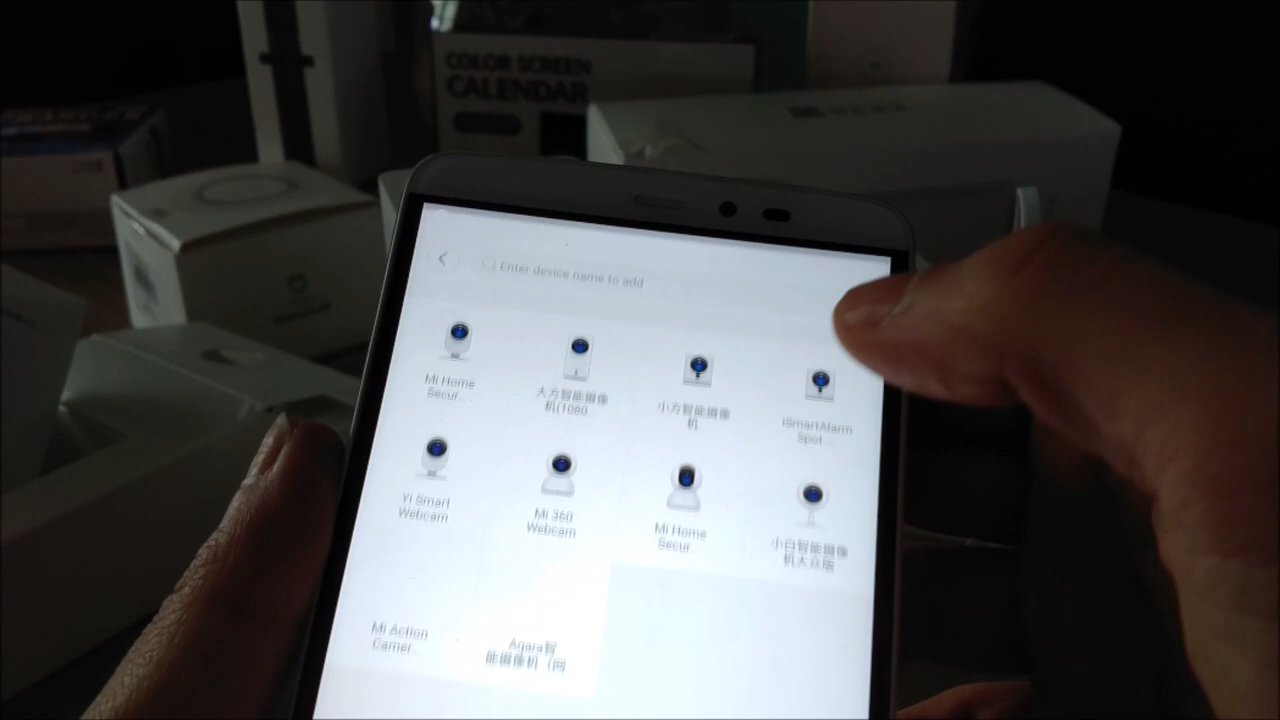 COLOR SCREEN
CALENDAR
Enter device name to add
Mi Home
Secur...
大方智能摄像
机(1080...
小方智能摄像
机
iSmartAlarm
Spot
Yi Smart
Webcam
Mi 360
Webcam
Mi Home
Secur...
小白智能摄像
机大众版
Mi Action
Camer...
Aqara智
能摄像机（网